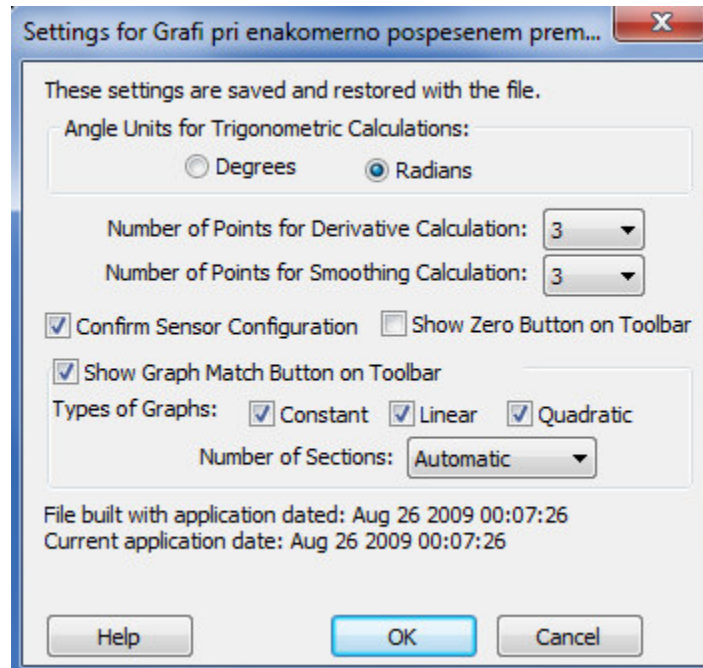 Settings for Grafi pri enakomerno pospesenem prem...
These settings are saved and restored with the file.
Angle Units for Trigonometric Calculations:
Degrees Radians
Number of Points for Derivative Calculation: 3
Number of Points for Smoothing Calculation: 3
Confirm Sensor Configuration Show Zero Button on Toolbar
Show Graph Match Button on Toolbar
Types of Graphs: Constant Linear Quadratic
Number of Sections: Automatic
File built with application dated: Aug 26 2009 00:07:26
Current application date: Aug 26 2009 00:07:26
Help OK Cancel